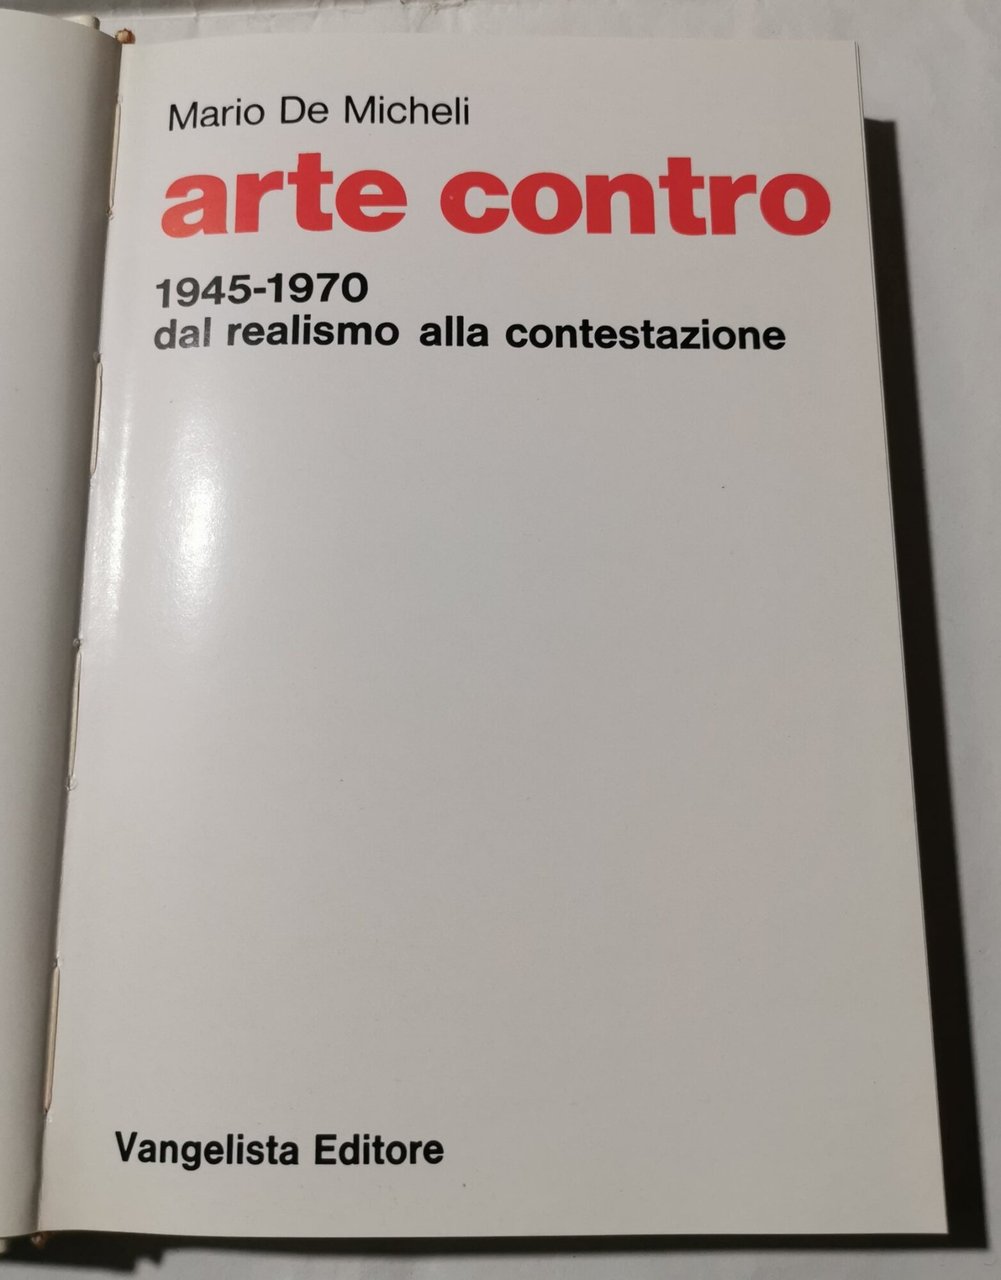 Mario De Micheli
arte contro
1945-1970
dal realismo alla contestazione
Vangelista Editore